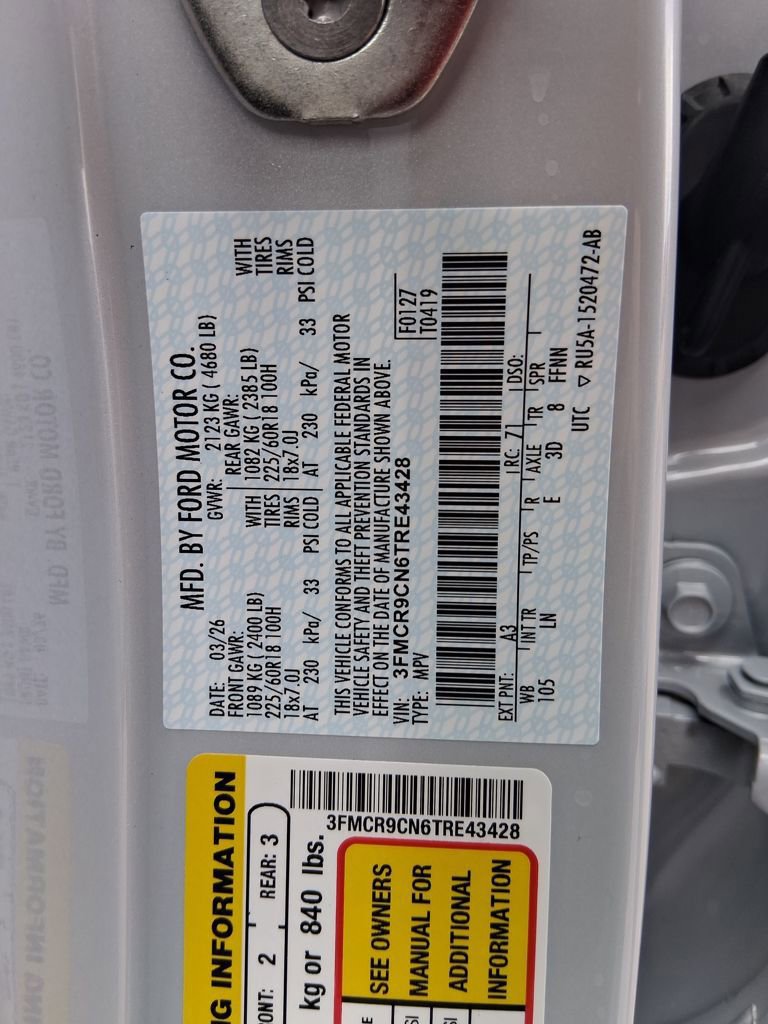 MFD. BY FORD MOTOR CO.
DATE: 03/26 GVWR: 2123 KG ( 4680 LB)
FRONT GAWR: REAR GAWR:
1089 KG ( 2400 LB) WITH 1082 KG ( 2385 LB) WITH
225/60R18 100H TIRES 225/60R18 100H TIRES
18x7.0J RIMS 18x7.0J RIMS
AT 230 kPa/ 33 PSI COLD AT 230 kPa/ 33 PSI COLD
THIS VEHICLE CONFORMS TO ALL APPLICABLE FEDERAL MOTOR
VEHICLE SAFETY AND THEFT PREVENTION STANDARDS IN
EFFECT ON THE DATE OF MANUFACTURE SHOWN ABOVE.
VIN: 3FMCR9CN6TRE43428 F0127
TYPE: MPV T0419
EXT PNT: A3 RC: 71 DSO:
WB INT TR TP/PS R AXLE TR SPR
105 LN E 3D 8 FFNN
UTC ▽ RU5A-1520472-AB
NG INFORMATION
ONT: 2 REAR: 3
kg or 840 lbs.
3FMCR9CN6TRE43428
SEE OWNERS
MANUAL FOR
ADDITIONAL
INFORMATION